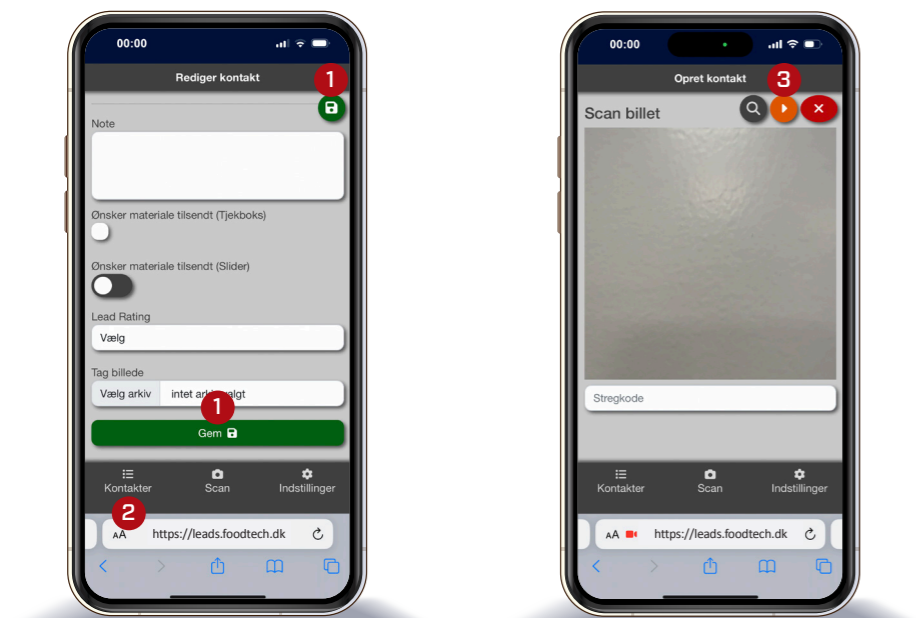 00:00
Rediger kontakt
1
Note
Ønsker materiale tilsendt (Tjekboks)
Ønsker materiale tilsendt (Slider)
Lead Rating
Vælg
Tag billede
Vælg arkiv intet valgt
1
Gem
Kontakter Scan Indstillinger
2
AA https://leads.foodtech.dk
00:00
Opret kontakt
3
Scan billet
Stregkode
Kontakter Scan Indstillinger
AA https://leads.foodtech.dk